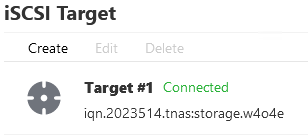 iSCSI Target
Create Edit Delete
Target #1 Connected
iqn.2023514.tnas:storage.w4o4e